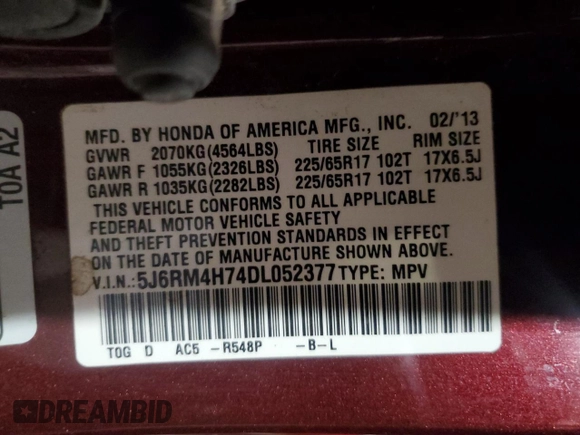 TOA A2
MFD. BY HONDA OF AMERICA MFG., INC. 02/'13
GVWR 2070KG(4564LBS) TIRE SIZE RIM SIZE
GAWR F 1055KG(2326LBS) 225/65R17 102T 17X6.5J
GAWR R 1035KG(2282LBS) 225/65R17 102T 17X6.5J
THIS VEHICLE CONFORMS TO ALL APPLICABLE
FEDERAL MOTOR VEHICLE SAFETY
AND THEFT PREVENTION STANDARDS IN EFFECT
ON THE DATE OF MANUFACTURE SHOWN ABOVE.
V.I.N.:5J6RM4H74DL052377 TYPE: MPV
TOG D AC5 -R548P -B-L
DREAMBID